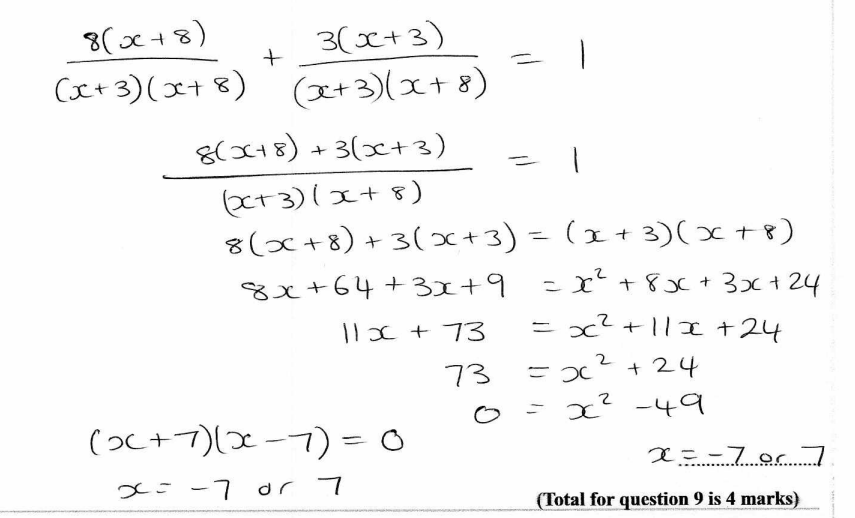 8(x+8)/(x+3)(x+8) + 3(x+3)/(x+3)(x+8) = 1
8(x+8) + 3(x+3)/(x+3)(x+8) = 1
8(x+8) + 3(x+3) = (x+3)(x+8)
8x+64+3x+9 = x² + 8x + 3x + 24
11x + 73 = x² + 11x + 24
73 = x² + 24
0 = x² - 49
(x+7)(x-7) = 0
x = -7 or 7
x = -7 or 7
(Total for question 9 is 4 marks)